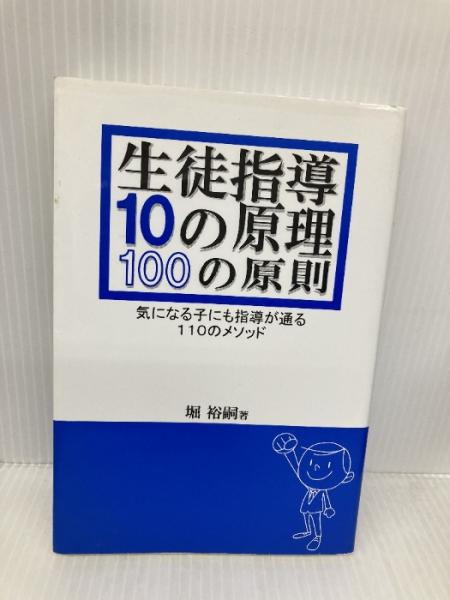 生徒指導
10の原理
100の原則
気になる子にも指導が通る
110のメソッド
堀 裕嗣著